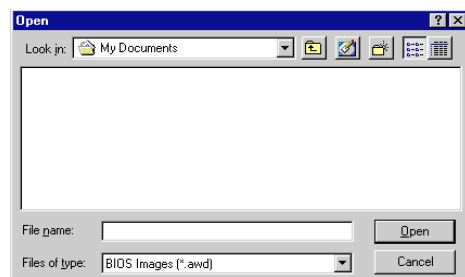 Open
Look in: My Documents
File name: Open
Files of type: BIOS Images (*.awd) Cancel